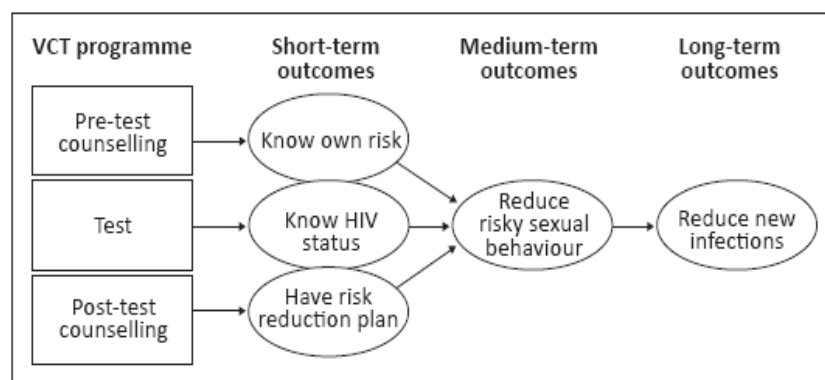 VCT programme
Short-term
outcomes
Medium-term
outcomes
Long-term
outcomes
Pre-test
counselling
Know own risk
Test
Know HIV
status
Reduce
risky sexual
behaviour
Reduce new
infections
Post-test
counselling
Have risk
reduction plan